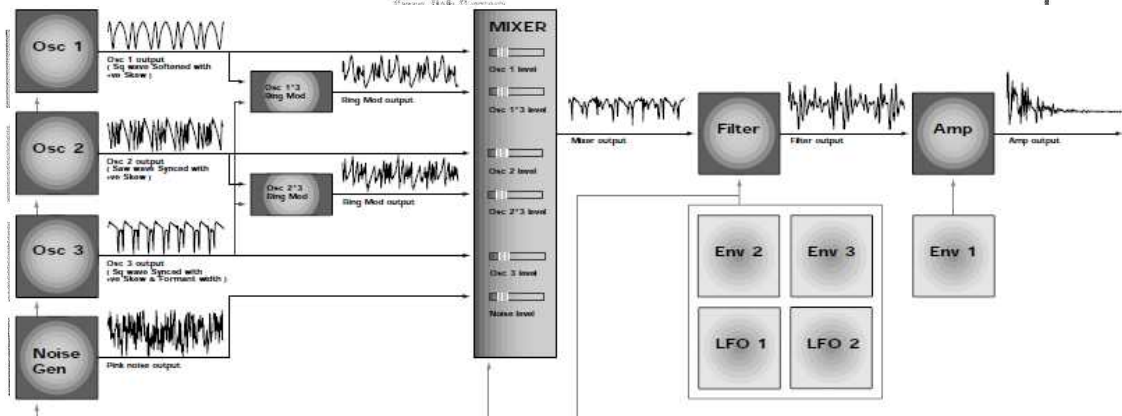 MIXER
Osc 1
Osc 1 output
( Sq wave Softened with
+ve Skew )
Osc 1*3
Ring Mod
Ring Mod output
Osc 1 level
Osc 1*3 level
Mixer output
Filter
Filter output
Amp
Amp output
Osc 2
Osc 2 output
( Saw wave Synced with
+ve Skew )
Osc 2*3
Ring Mod
Ring Mod output
Osc 2 level
Osc 2*3 level
Osc 3
Osc 3 output
( Sq wave Synced with
+ve Skew & Formant width )
Osc 3 level
Noise level
Noise
Gen
Pink noise output
Env 2
Env 3
Env 1
LFO 1
LFO 2